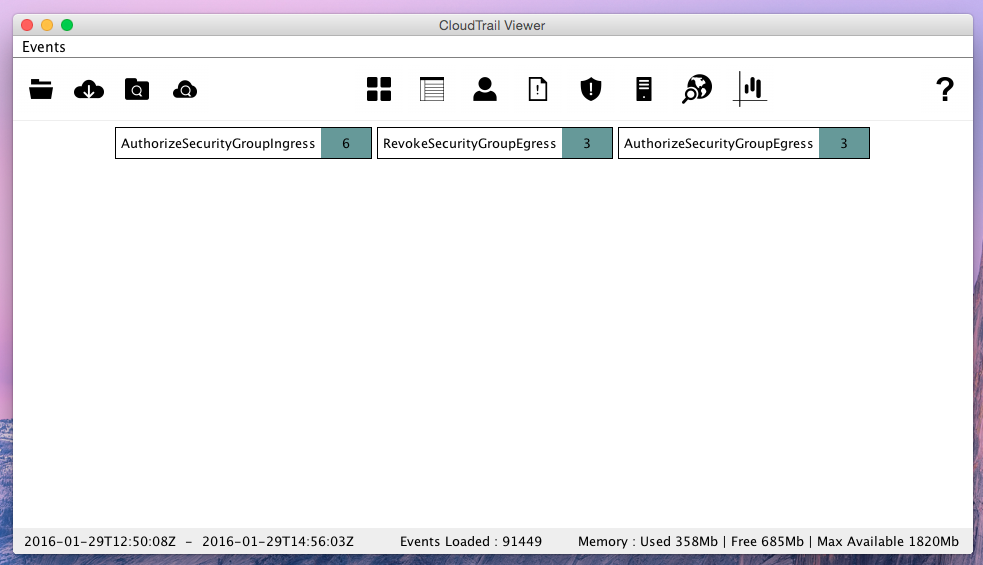 CloudTrail Viewer
Events
?
AuthorizeSecurityGroupIngress 6 RevokeSecurityGroupEgress 3 AuthorizeSecurityGroupEgress 3
2016-01-29T12:50:08Z - 2016-01-29T14:56:03Z Events Loaded : 91449 Memory : Used 358Mb | Free 685Mb | Max Available 1820Mb